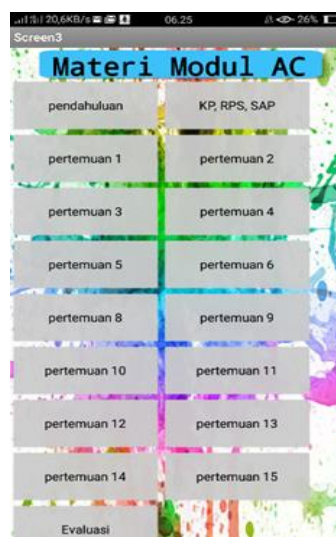 20,6KB/s 06.25 26%
Screen3
Materi Modul AC
pendahuluan KP, RPS, SAP
pertemuan 1 pertemuan 2
pertemuan 3 pertemuan 4
pertemuan 5 pertemuan 6
pertemuan 8 pertemuan 9
pertemuan 10 pertemuan 11
pertemuan 12 pertemuan 13
pertemuan 14 pertemuan 15
Evaluasi